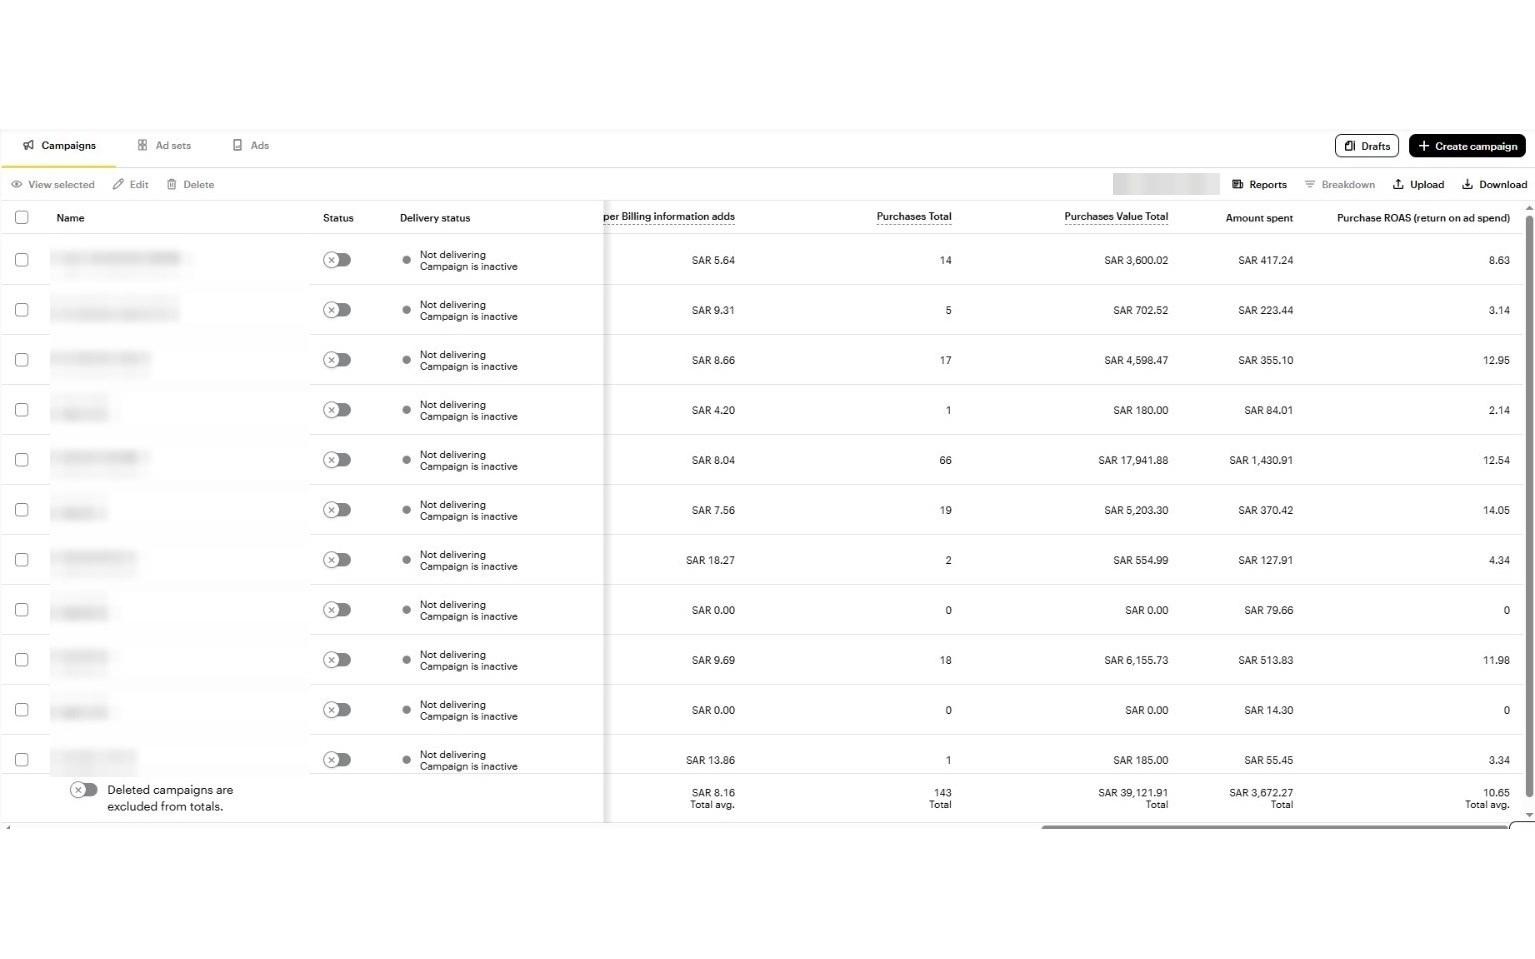 Campaigns Ad sets Ads Drafts + Create campaign
View selected Edit Delete Reports Breakdown Upload Download
Name Status Delivery status per Billing information adds Purchases Total Purchases Value Total Amount spent Purchase ROAS (return on ad spend)
Not delivering
Campaign is inactive SAR 5.64 14 SAR 3,600.02 SAR 417.24 8.63
Not delivering
Campaign is inactive SAR 9.31 5 SAR 702.52 SAR 223.44 3.14
Not delivering
Campaign is inactive SAR 8.66 17 SAR 4,598.47 SAR 355.10 12.95
Not delivering
Campaign is inactive SAR 4.20 1 SAR 180.00 SAR 84.01 2.14
Not delivering
Campaign is inactive SAR 8.04 66 SAR 17,941.88 SAR 1,430.91 12.54
Not delivering
Campaign is inactive SAR 7.56 19 SAR 5,203.30 SAR 370.42 14.05
Not delivering
Campaign is inactive SAR 18.27 2 SAR 554.99 SAR 127.91 4.34
Not delivering
Campaign is inactive SAR 0.00 0 SAR 0.00 SAR 79.66 0
Not delivering
Campaign is inactive SAR 9.69 18 SAR 6,155.73 SAR 513.83 11.98
Not delivering
Campaign is inactive SAR 0.00 0 SAR 0.00 SAR 14.30 0
Not delivering
Campaign is inactive SAR 13.86 1 SAR 185.00 SAR 55.45 3.34
Deleted campaigns are SAR 8.16 143 SAR 39,121.91 SAR 3,672.27 10.65
excluded from totals. Total avg. Total Total Total Total avg.